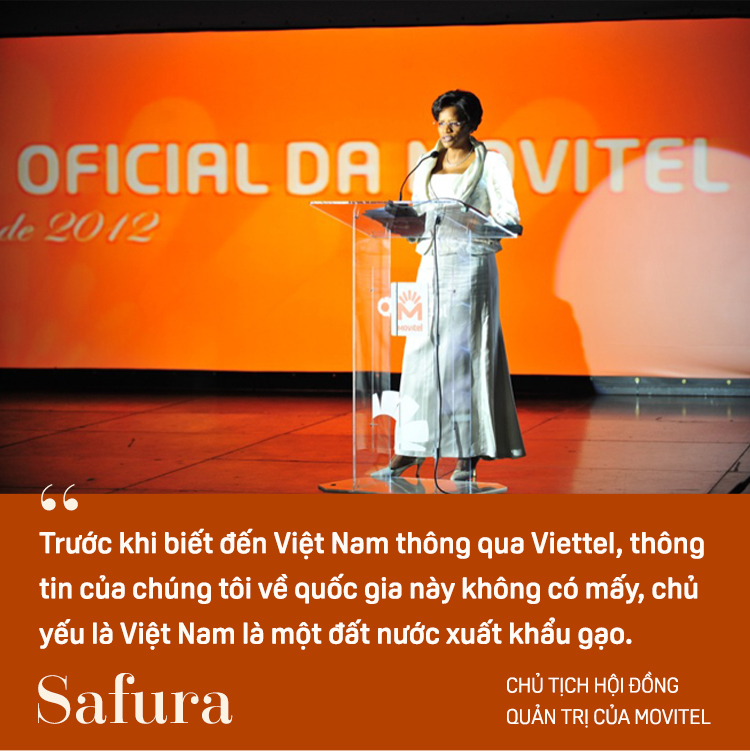 OFICIAL DA MOVITEL
de 2012
M
movitel
“
Trước khi biết đến Việt Nam thông qua Viettel, thông
tin của chúng tôi về quốc gia này không có mấy, chủ
yếu là Việt Nam là một đất nước xuất khẩu gạo.
Safura
CHỦ TỊCH HỘI ĐỒNG
QUẢN TRỊ CỦA MOVITEL